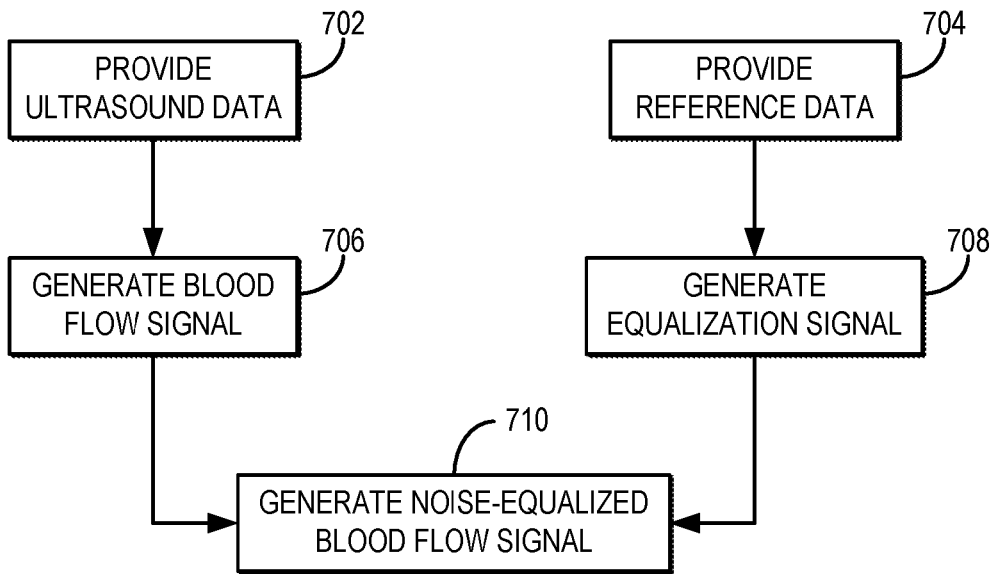 702
PROVIDE
ULTRASOUND DATA
704
PROVIDE
REFERENCE DATA
706
GENERATE BLOOD
FLOW SIGNAL
708
GENERATE
EQUALIZATION SIGNAL
710
GENERATE NOISE-EQUALIZED
BLOOD FLOW SIGNAL